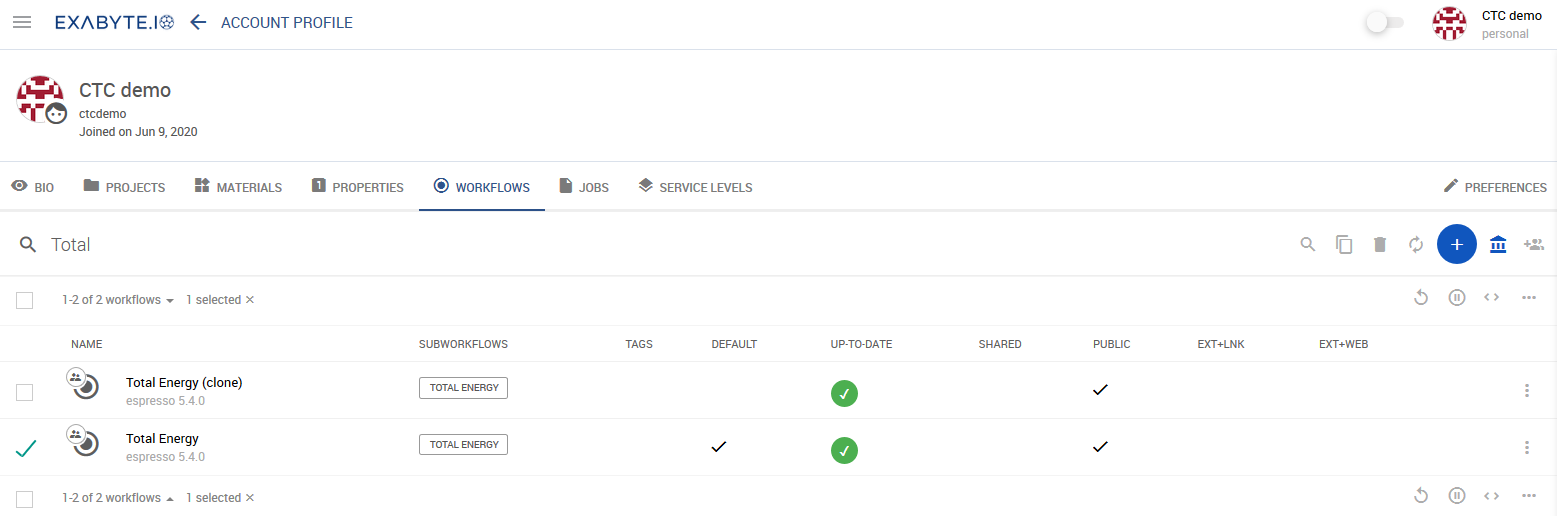 EXABYTE.IO ACCOUNT PROFILE
CTC demo
personal
CTC demo
ctcdemo
Joined on Jun 9, 2020
BIO PROJECTS MATERIALS 1 PROPERTIES WORKFLOWS JOBS SERVICE LEVELS PREFERENCES
Total
1-2 of 2 workflows 1 selected ×
NAME SUBWORKFLOWS TAGS DEFAULT UP-TO-DATE SHARED PUBLIC EXT+LNK EXT+WEB
Total Energy (clone) TOTAL ENERGY
espresso 5.4.0
Total Energy TOTAL ENERGY
espresso 5.4.0
1-2 of 2 workflows 1 selected ×